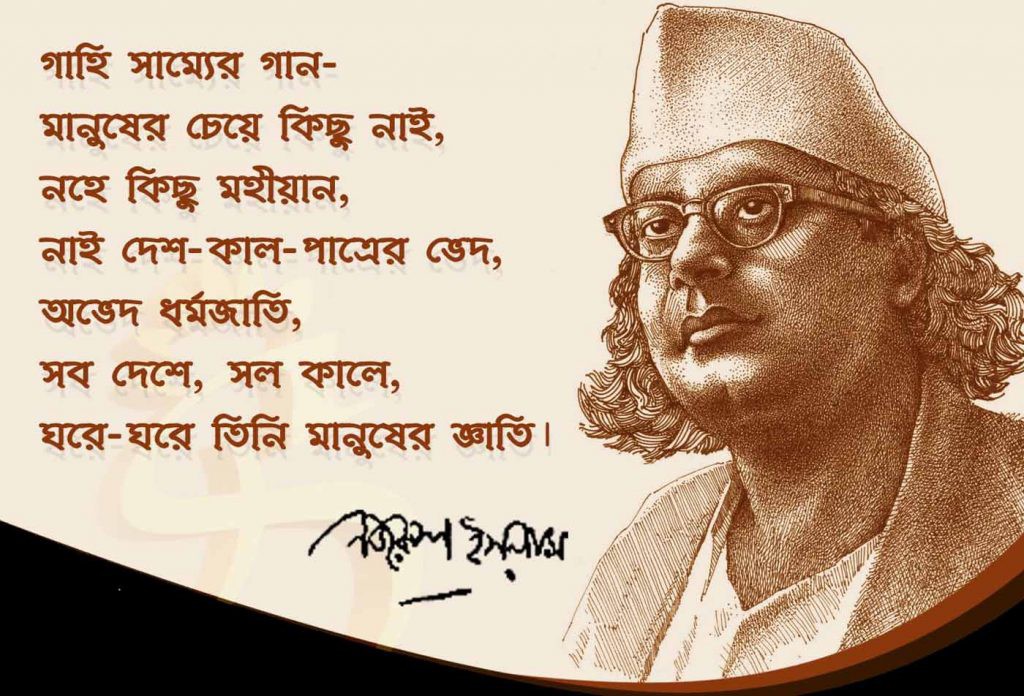 গাহি সাম্যের গান-
মানুষের চেয়ে কিছু নাই,
নহে কিছু মহীয়ান,
নাই দেশ-কাল-পাত্রের ভেদ,
অভেদ ধর্মজাতি,
সব দেশে, সল কালে,
ঘরে-ঘরে তিনি মানুষের জ্ঞাতি।
নজরুল ইসলাম